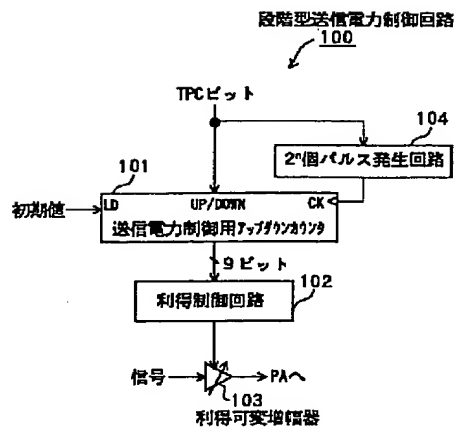 段階型送信電力制御回路
100
TPCビット
104
2ⁿ個パルス発生回路
101
初期値
LD UP/DOWN CK
送信電力制御用アップダウンカウンタ
9ビット
102
利得制御回路
信号
PAへ
103
利得可変増幅器